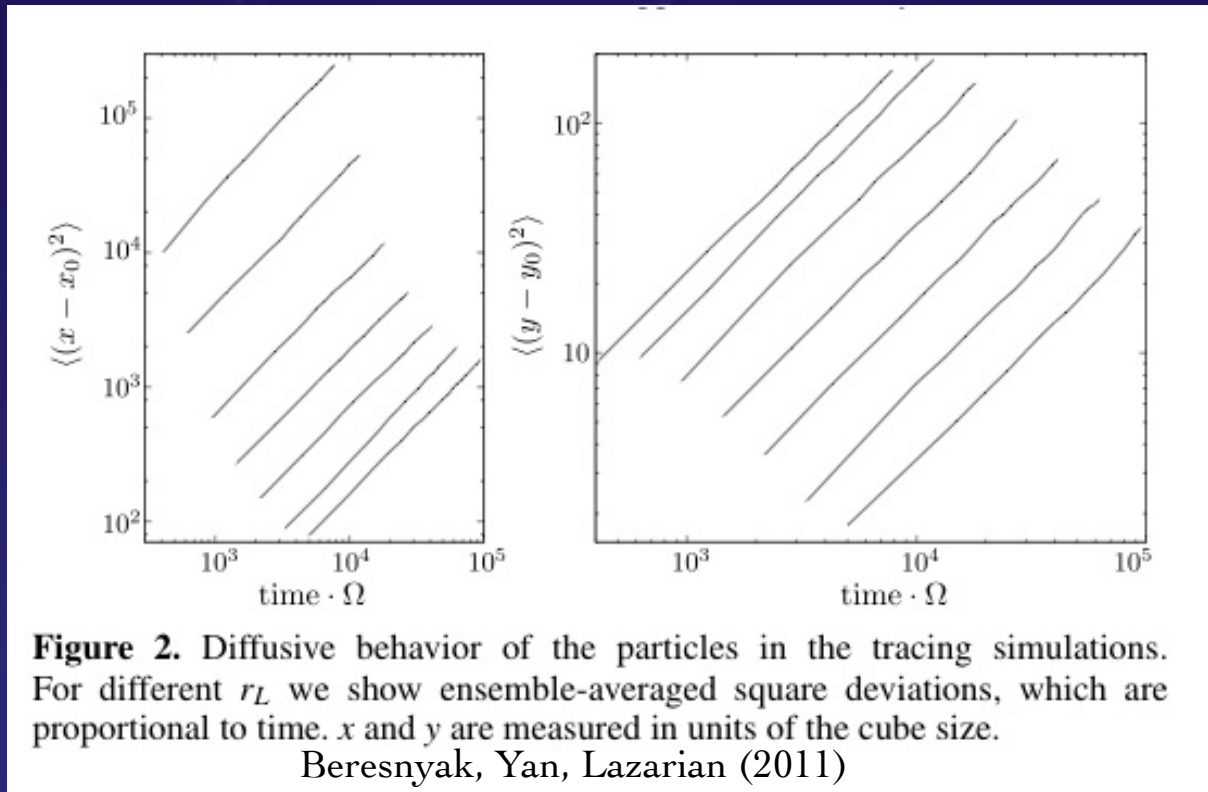 10^5
10^4
10^3
10^2
⟨(x − x_0)^2⟩
10^3 10^4 10^5
time · Ω
10^2
10
⟨(y − y_0)^2⟩
10^3 10^4 10^5
time · Ω
Figure 2. Diffusive behavior of the particles in the tracing simulations.
For different r_L we show ensemble-averaged square deviations, which are
proportional to time. x and y are measured in units of the cube size.
Beresnyak, Yan, Lazarian (2011)